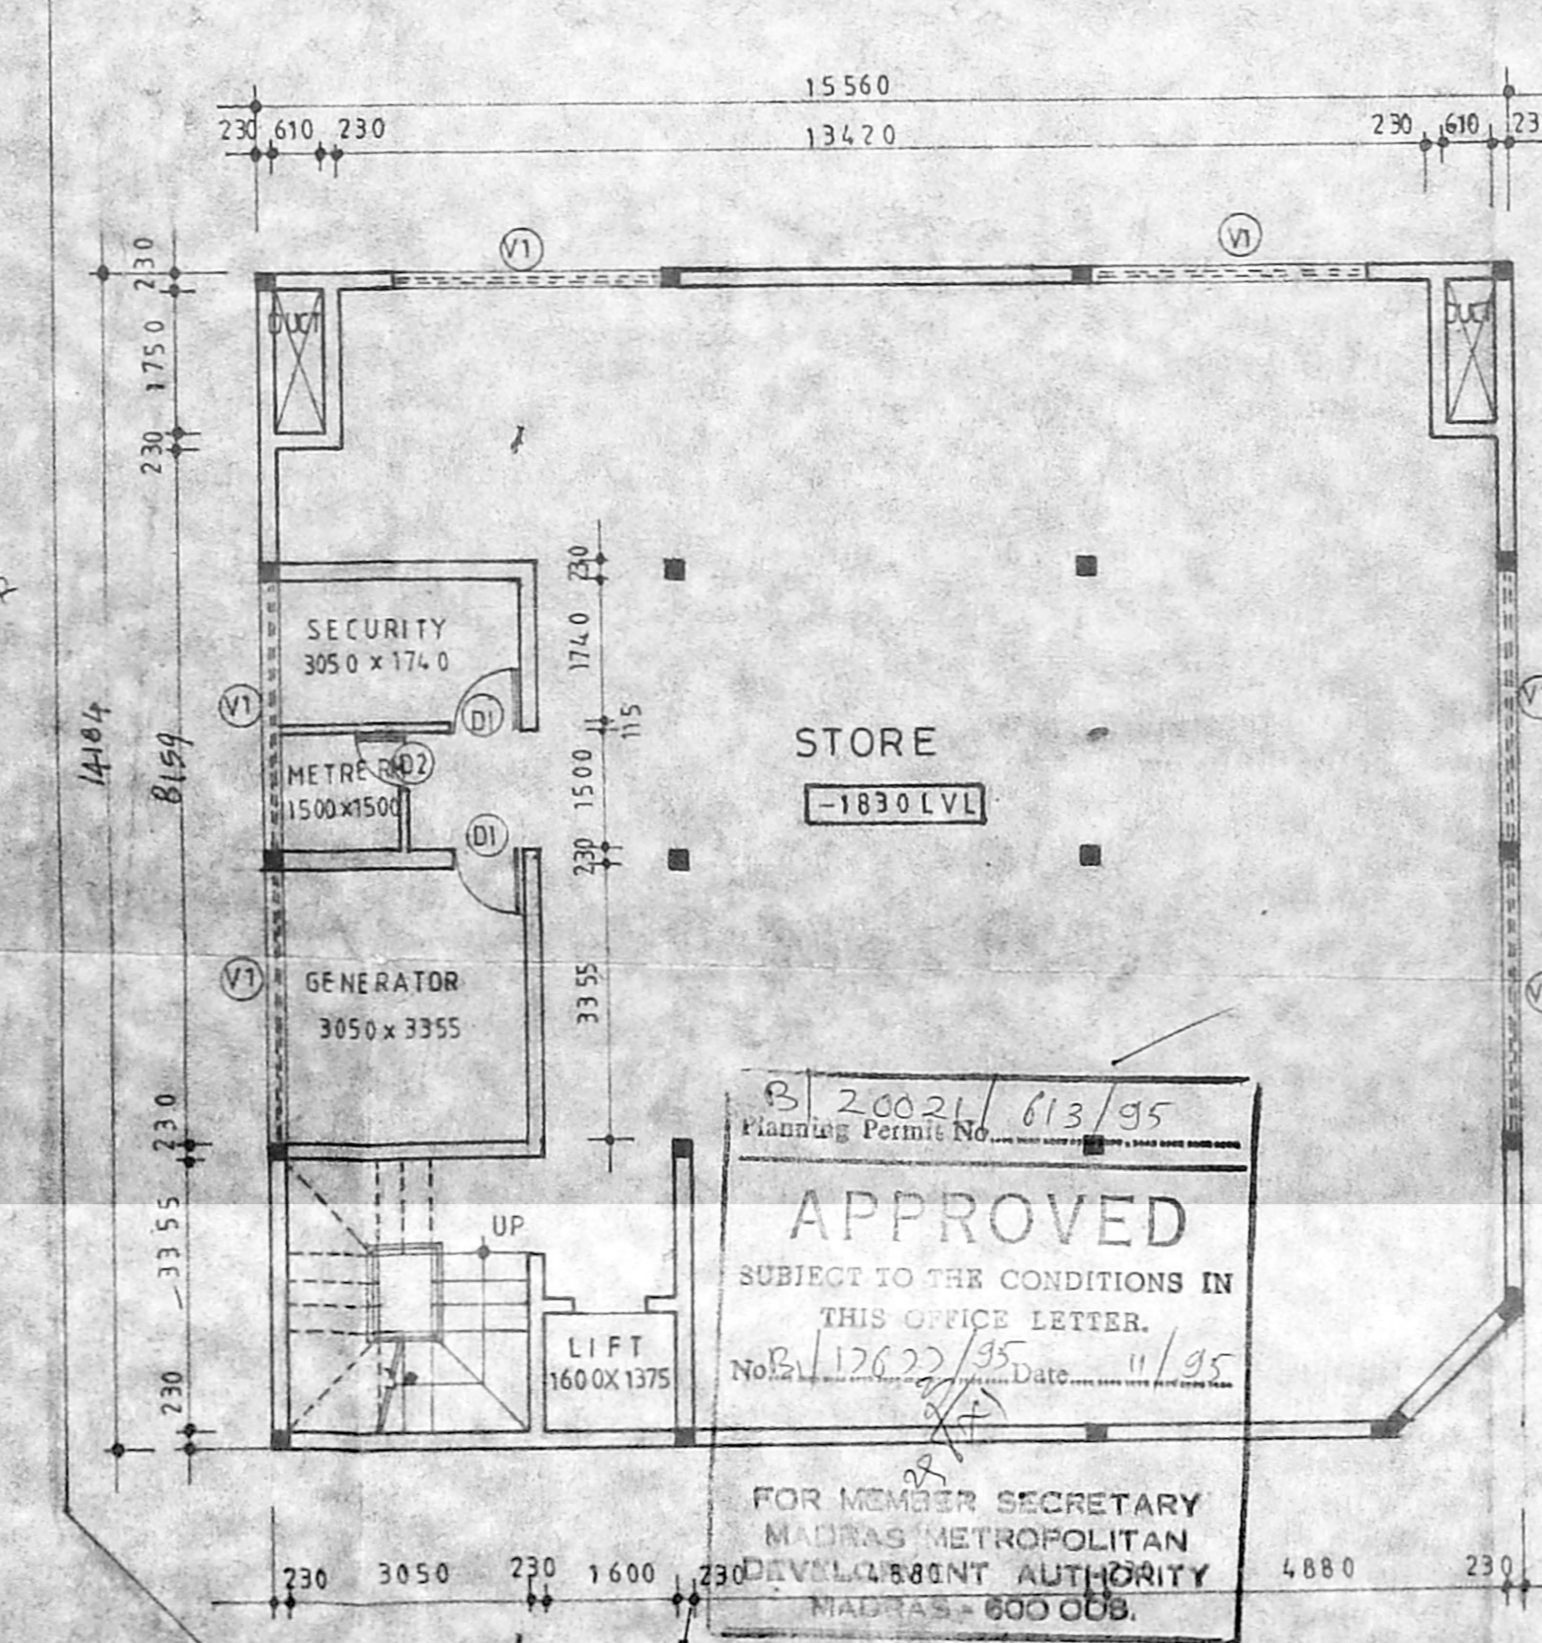 15560
230 610 230 13420 230 610 23
V1 V1
230
DUCT DUCT
1750
230
230
SECURITY
3050 x 1740
1740
V1 D1 115
STORE
METRE RM D2
1500x1500
1500
-1830 LVL
14184
8159
D1
230
V1 GENERATOR
3050 x 3355
3355
230
B/20021/613/95
Planning Permit No.
APPROVED
3355
UP
SUBJECT TO THE CONDITIONS IN
THIS OFFICE LETTER.
LIFT
1600X1375
No. B1/17622/95 Date 11/95
230
FOR MEMBER SECRETARY
MADRAS METROPOLITAN
DEVELOPMENT AUTHORITY
MADRAS - 600 008.
230 3050 230 1600 230 4880 230 4880 230